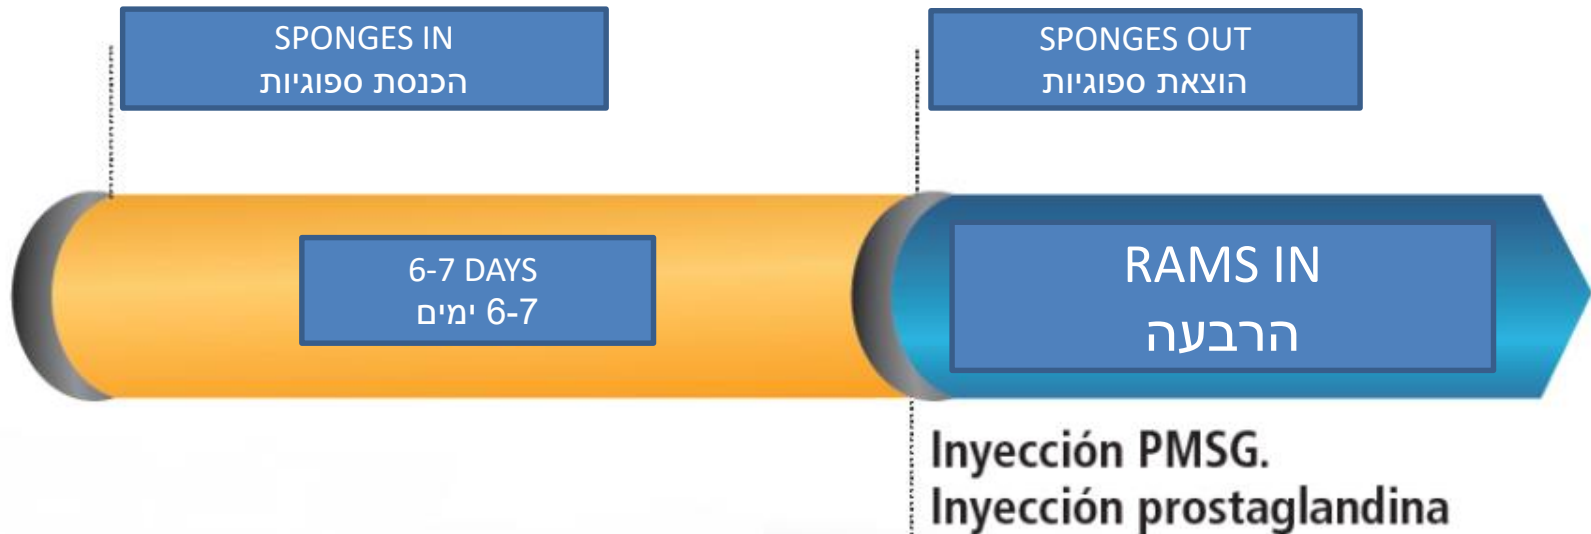 SPONGES IN
הכנסת ספוגיות
SPONGES OUT
הוצאת ספוגיות
6-7 DAYS
6-7 ימים
RAMS IN
הרבעה
Inyección PMSG.
Inyección prostaglandina